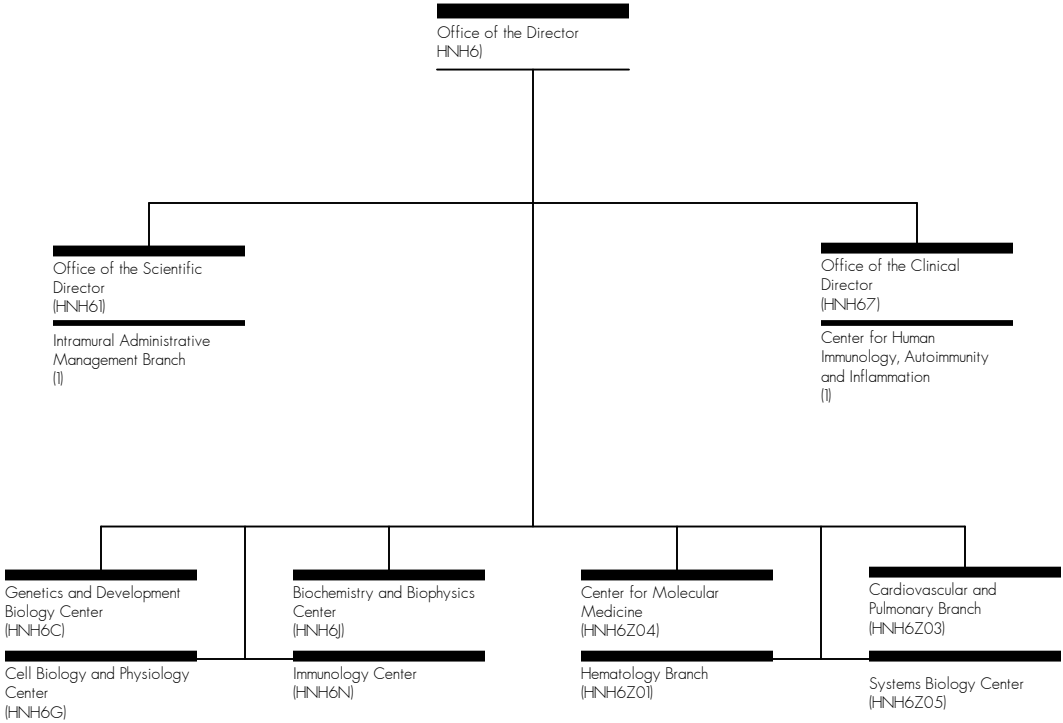 Office of the Director
HNH6)
Office of the Scientific
Director
(HNH61)
Intramural Administrative
Management Branch
(1)
Office of the Clinical
Director
(HNH67)
Center for Human
Immunology, Autoimmunity
and Inflammation
(1)
Genetics and Development
Biology Center
(HNH6C)
Biochemistry and Biophysics
Center
(HNH6J)
Center for Molecular
Medicine
(HNH6Z04)
Cardiovascular and
Pulmonary Branch
(HNH6Z03)
Cell Biology and Physiology
Center
(HNH6G)
Immunology Center
(HNH6N)
Hematology Branch
(HNH6Z01)
Systems Biology Center
(HNH6Z05)